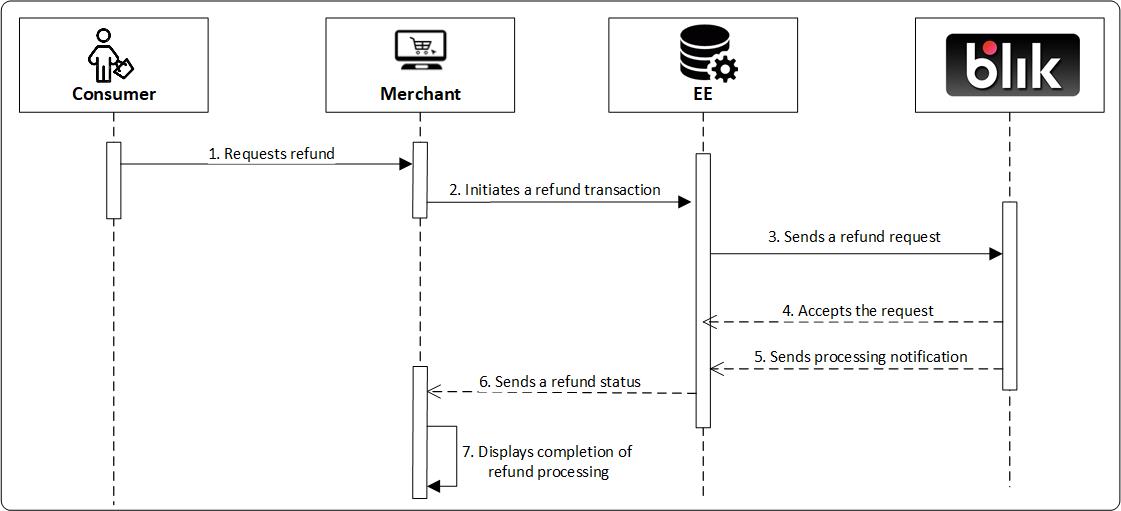 Consumer
Merchant
EE
blik
1. Requests refund
2. Initiates a refund transaction
3. Sends a refund request
4. Accepts the request
5. Sends processing notification
6. Sends a refund status
7. Displays completion of
refund processing